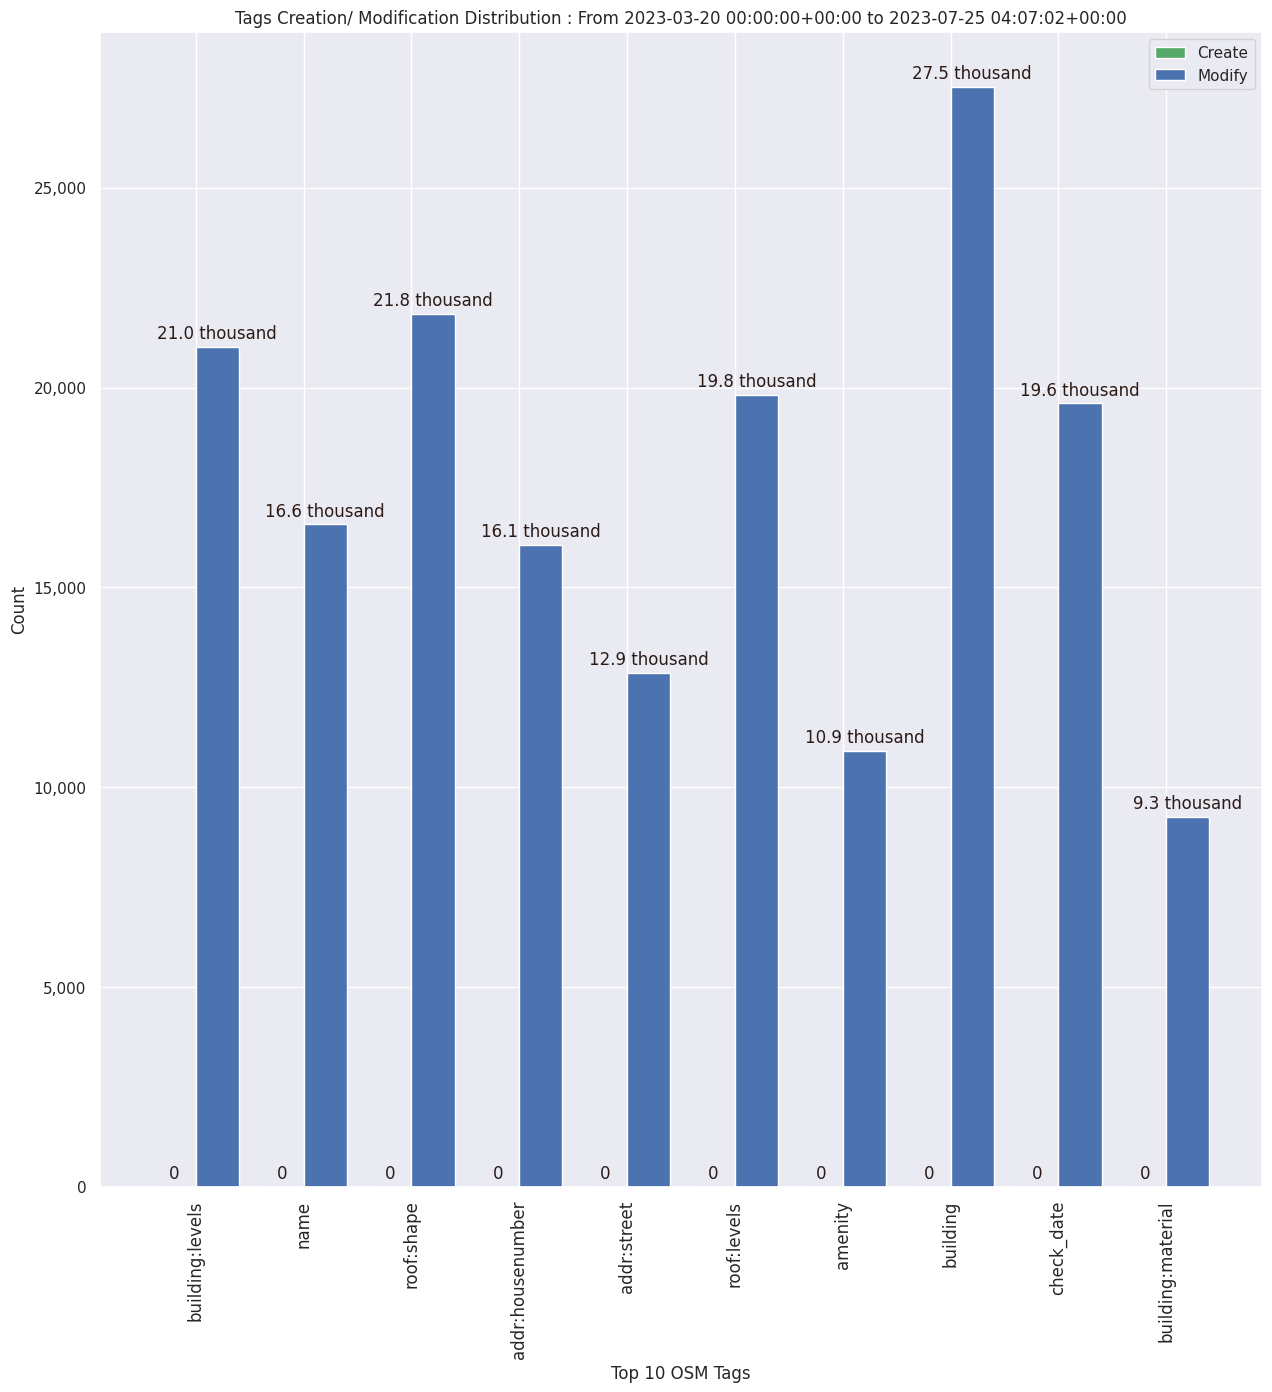 Tags Creation/ Modification Distribution : From 2023-03-20 00:00:00+00:00 to 2023-07-25 04:07:02+00:00
Create
Modify
27.5 thousand
25,000
21.8 thousand
21.0 thousand
20,000
19.8 thousand
19.6 thousand
16.6 thousand
16.1 thousand
15,000
Count
12.9 thousand
10.9 thousand
10,000
9.3 thousand
5,000
0
0 0 0 0 0 0 0 0 0 0
building:levels
name
roof:shape
addr:housenumber
addr:street
roof:levels
amenity
building
check_date
building:material
Top 10 OSM Tags